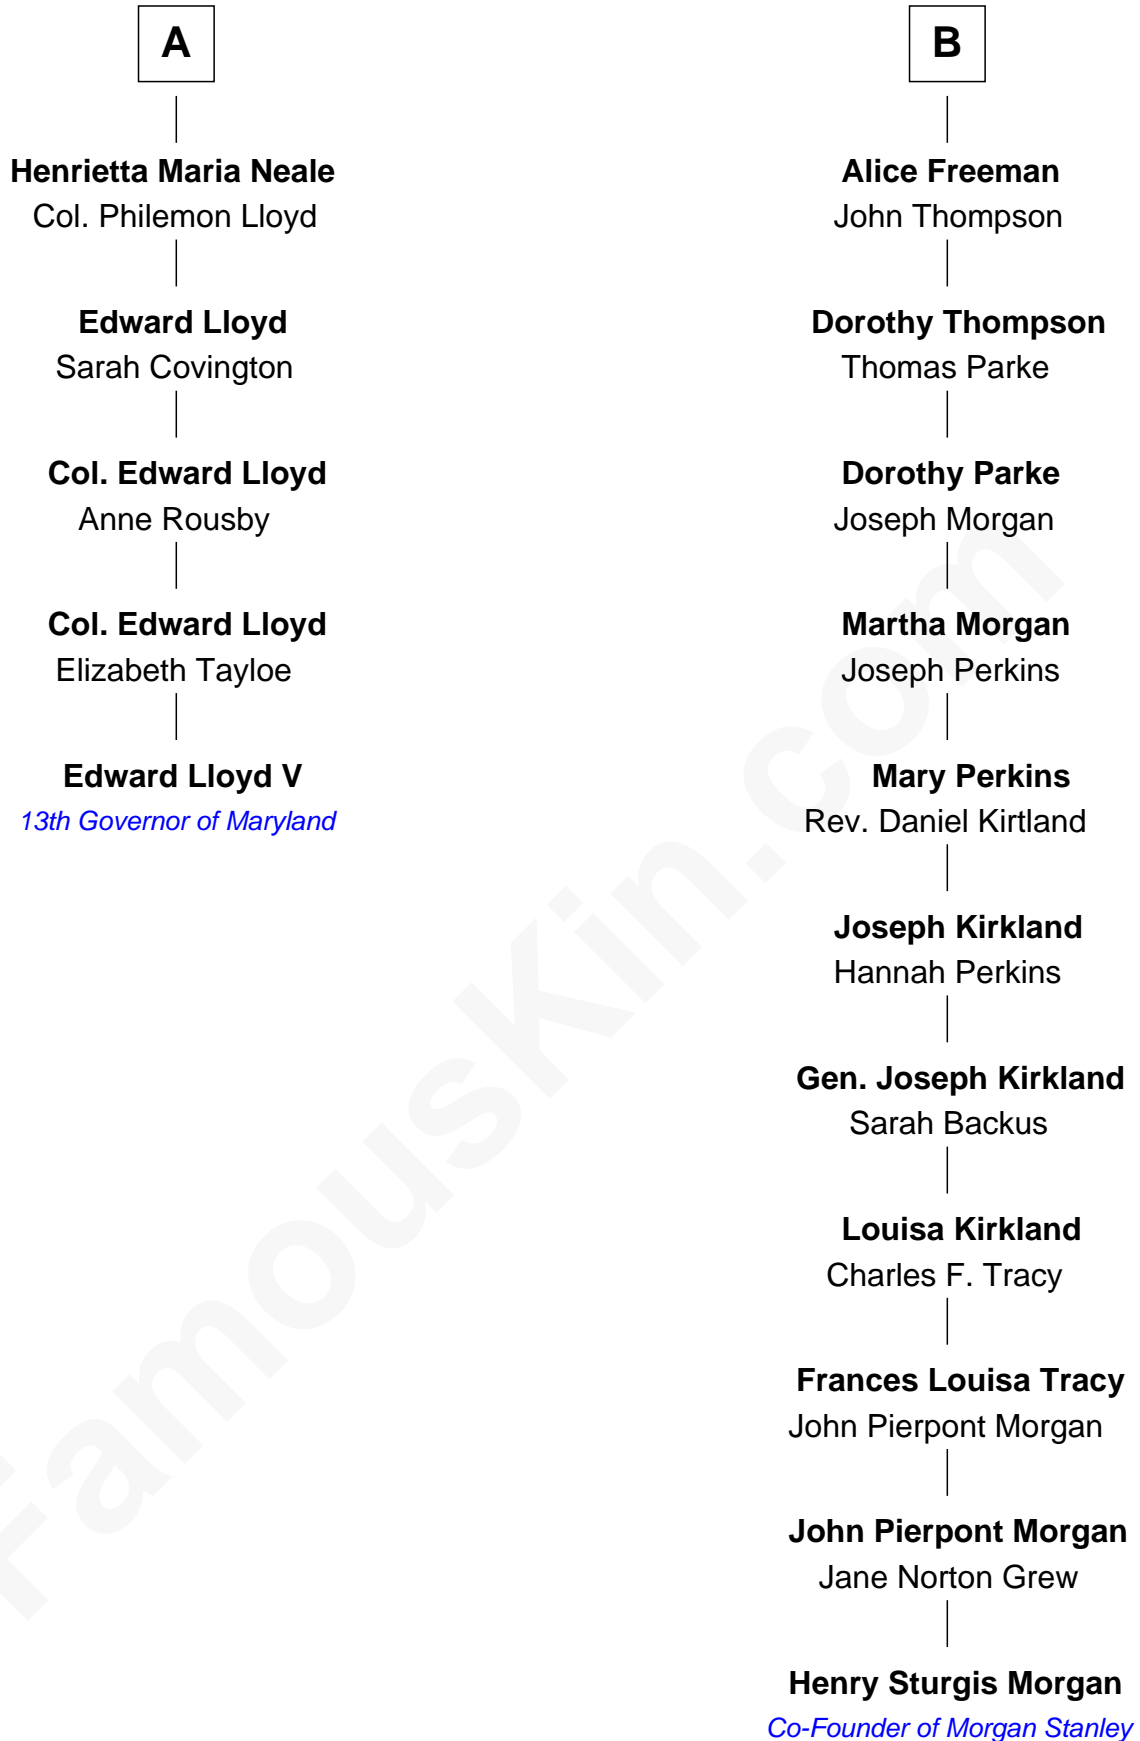 A
Henrietta Maria Neale
Col. Philemon Lloyd
Edward Lloyd
Sarah Covington
Col. Edward Lloyd
Anne Rousby
Col. Edward Lloyd
Elizabeth Tayloe
Edward Lloyd V
13th Governor of Maryland
B
Alice Freeman
John Thompson
Dorothy Thompson
Thomas Parke
Dorothy Parke
Joseph Morgan
Martha Morgan
Joseph Perkins
Mary Perkins
Rev. Daniel Kirtland
Joseph Kirkland
Hannah Perkins
Gen. Joseph Kirkland
Sarah Backus
Louisa Kirkland
Charles F. Tracy
Frances Louisa Tracy
John Pierpont Morgan
John Pierpont Morgan
Jane Norton Grew
Henry Sturgis Morgan
Co-Founder of Morgan Stanley
FamousKin.com